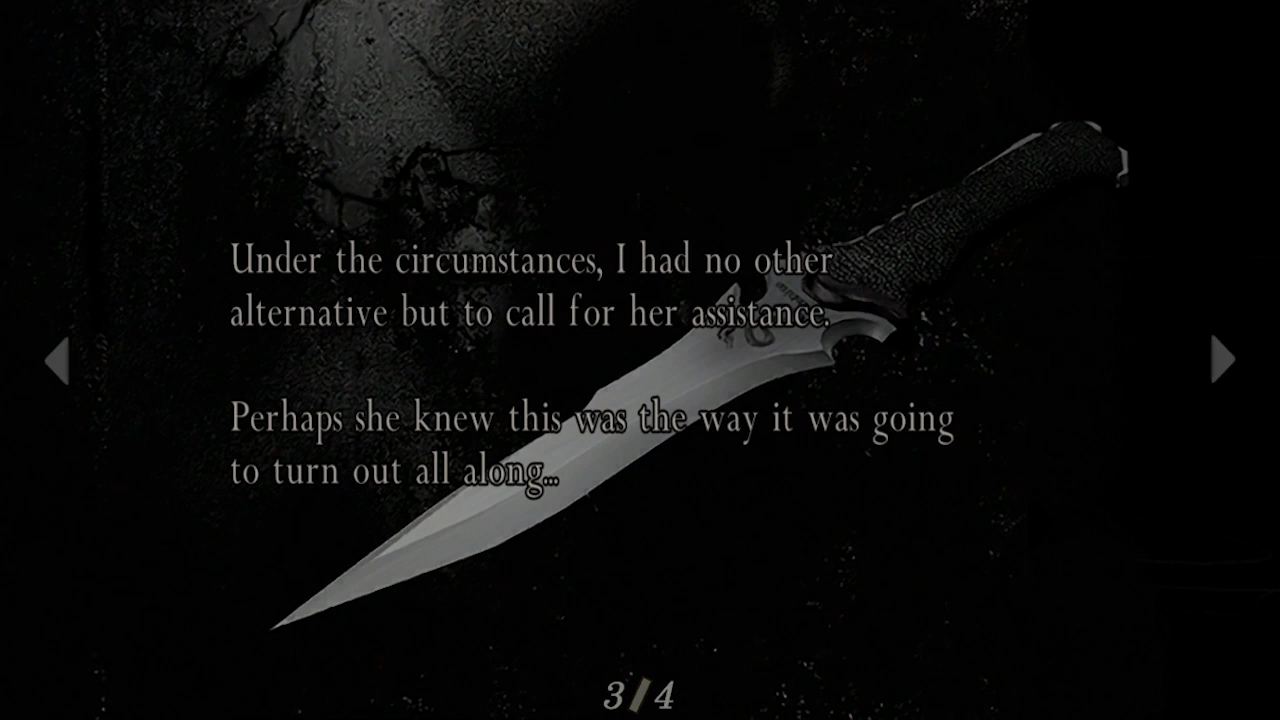 Under the circumstances, I had no other
alternative but to call for her assistance.
Perhaps she knew this was the way it was going
to turn out all along...
3/4